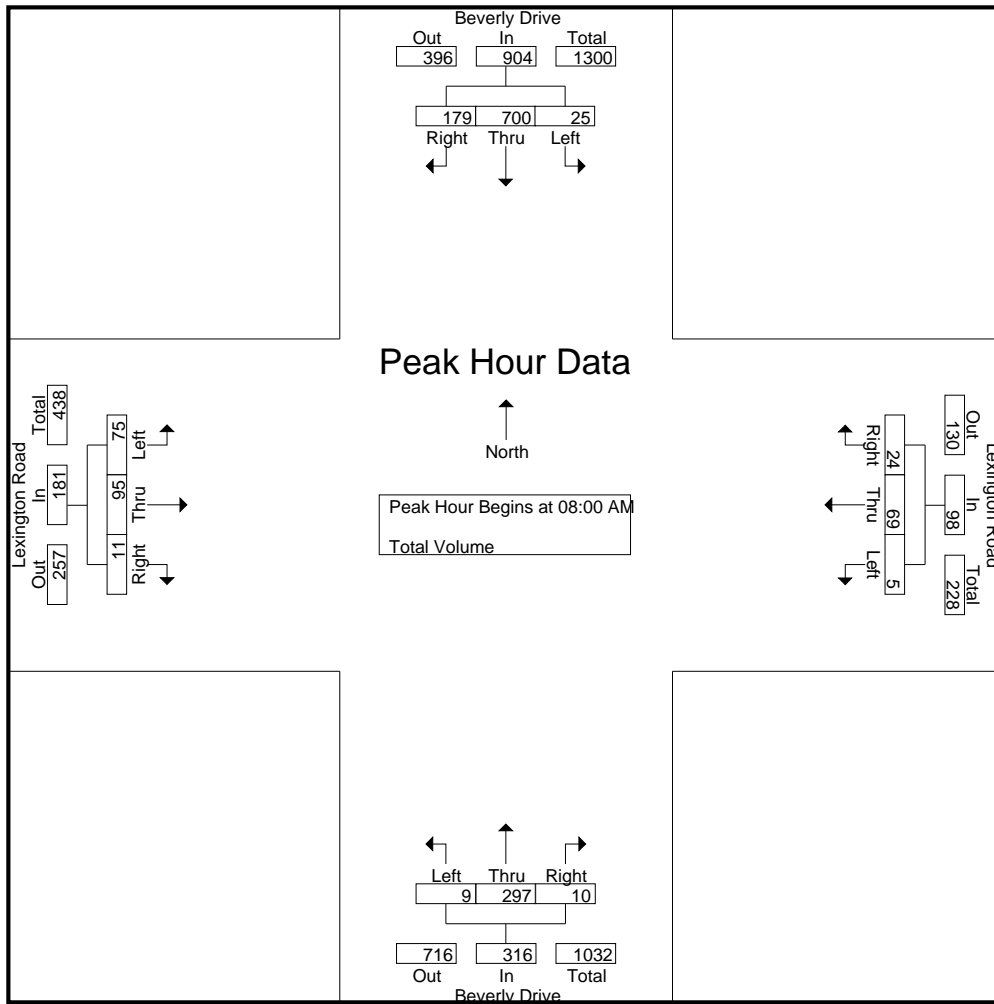 Beverly Drive
Out In Total
396 904 1300
179 700 25
Right Thru Left
Peak Hour Data
North
Peak Hour Begins at 08:00 AM
Total Volume
Lexington Road
Total In Out
438 181 257
75 95 11
Left Thru Right
Lexington Road
Out In Total
130 98 228
24 69 5
Right Thru Left
Left Thru Right
9 297 10
716 316 1032
Out In Total
Beverly Drive